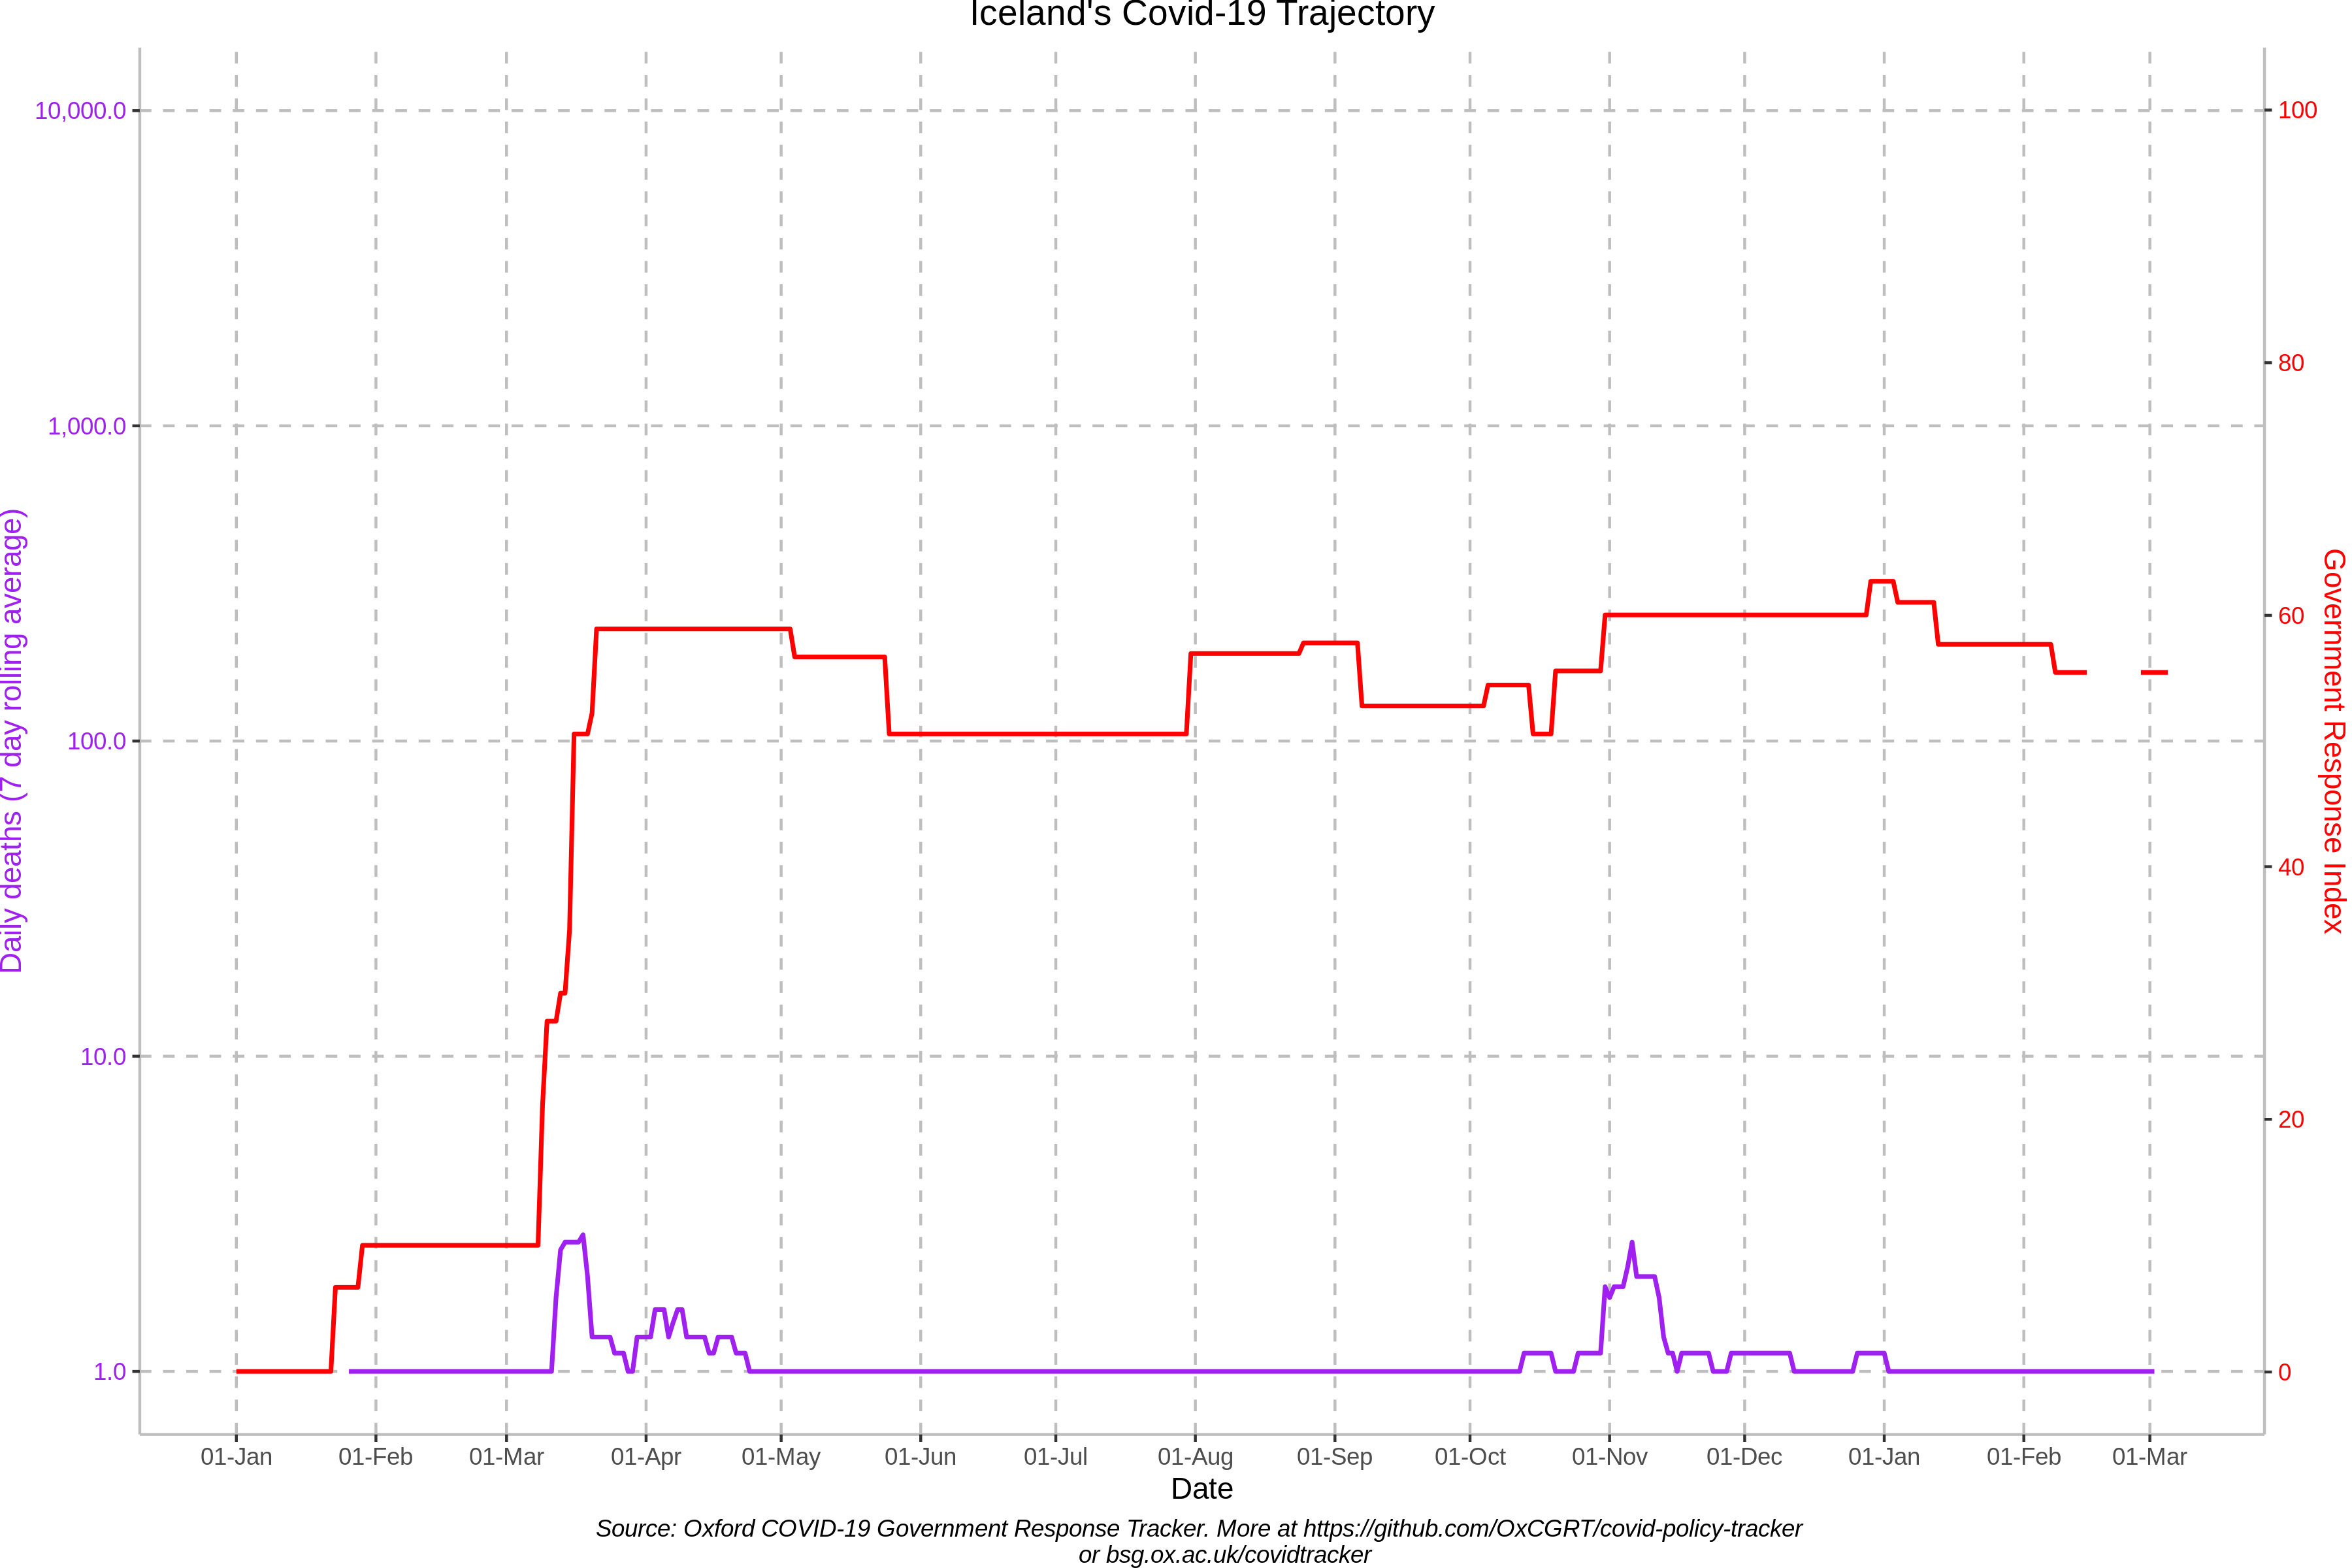 Iceland's Covid-19 Trajectory
Daily deaths (7 day rolling average)
10,000.0
1,000.0
100.0
10.0
1.0
100
80
60
40
20
0
Government Response Index
01-Jan 01-Feb 01-Mar 01-Apr 01-May 01-Jun 01-Jul 01-Aug 01-Sep 01-Oct 01-Nov 01-Dec 01-Jan 01-Feb 01-Mar
Date
Source: Oxford COVID-19 Government Response Tracker. More at https://github.com/OxCGRT/covid-policy-tracker
or bsg.ox.ac.uk/covidtracker